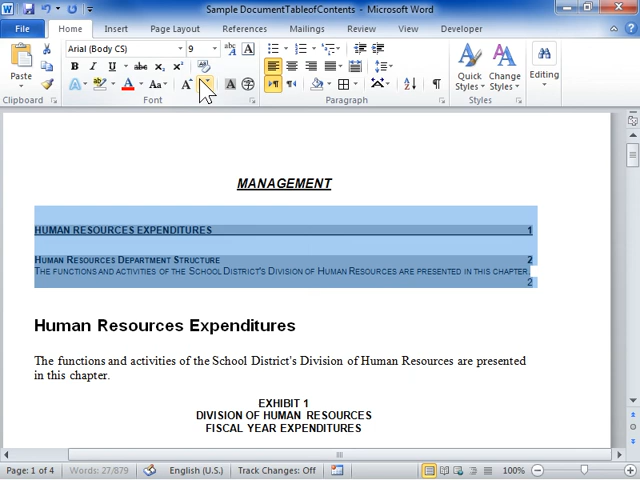 Sample DocumentTableofContents - Microsoft Word
File Home Insert Page Layout References Mailings Review View Developer
Arial (Body CS) 9
Paste
Clipboard Font Paragraph Styles
Quick Styles
Change Styles
Editing
MANAGEMENT
HUMAN RESOURCES EXPENDITURES 1
HUMAN RESOURCES DEPARTMENT STRUCTURE 2
THE FUNCTIONS AND ACTIVITIES OF THE SCHOOL DISTRICT'S DIVISION OF HUMAN RESOURCES ARE PRESENTED IN THIS CHAPTER.
2
Human Resources Expenditures
The functions and activities of the School District's Division of Human Resources are presented
in this chapter.
EXHIBIT 1
DIVISION OF HUMAN RESOURCES
FISCAL YEAR EXPENDITURES
Page: 1 of 4 Words: 27/879 English (U.S.) Track Changes: Off 100%